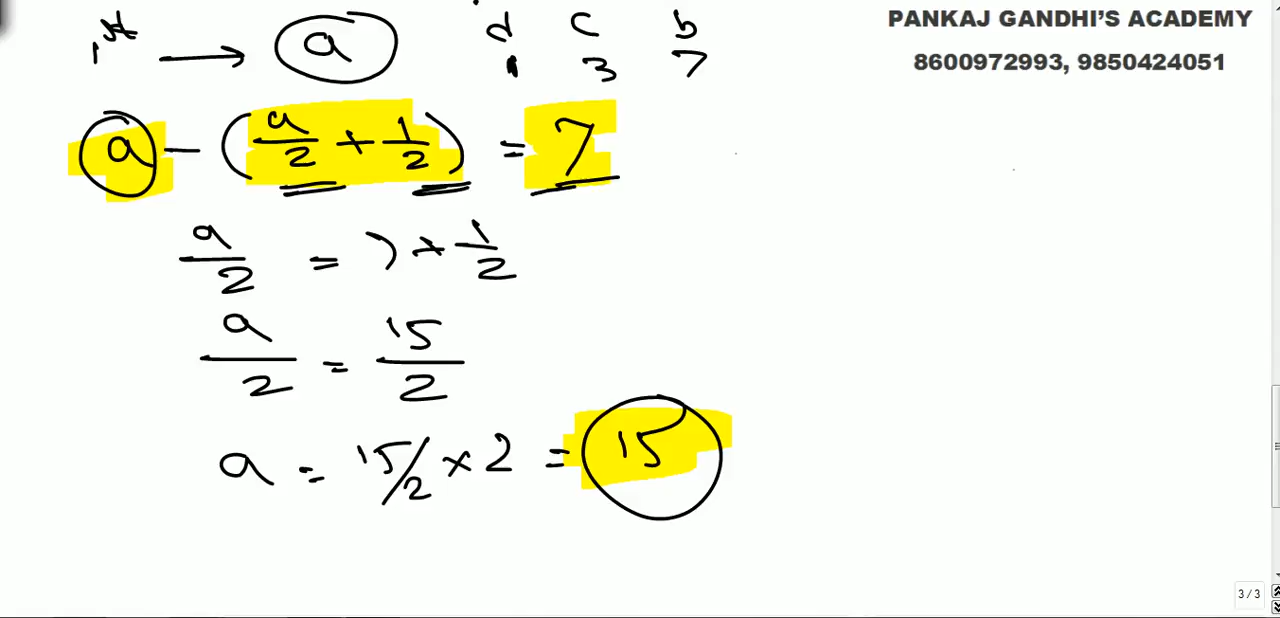 PANKAJ GANDHI'S ACADEMY
8600972993, 9850424051
1st → a d c b
1 3 7
a - (a/2 + 1/2) = 7
a/2 = 7 + 1/2
a/2 = 15/2
a = 15/2 × 2 = 15
3 / 3